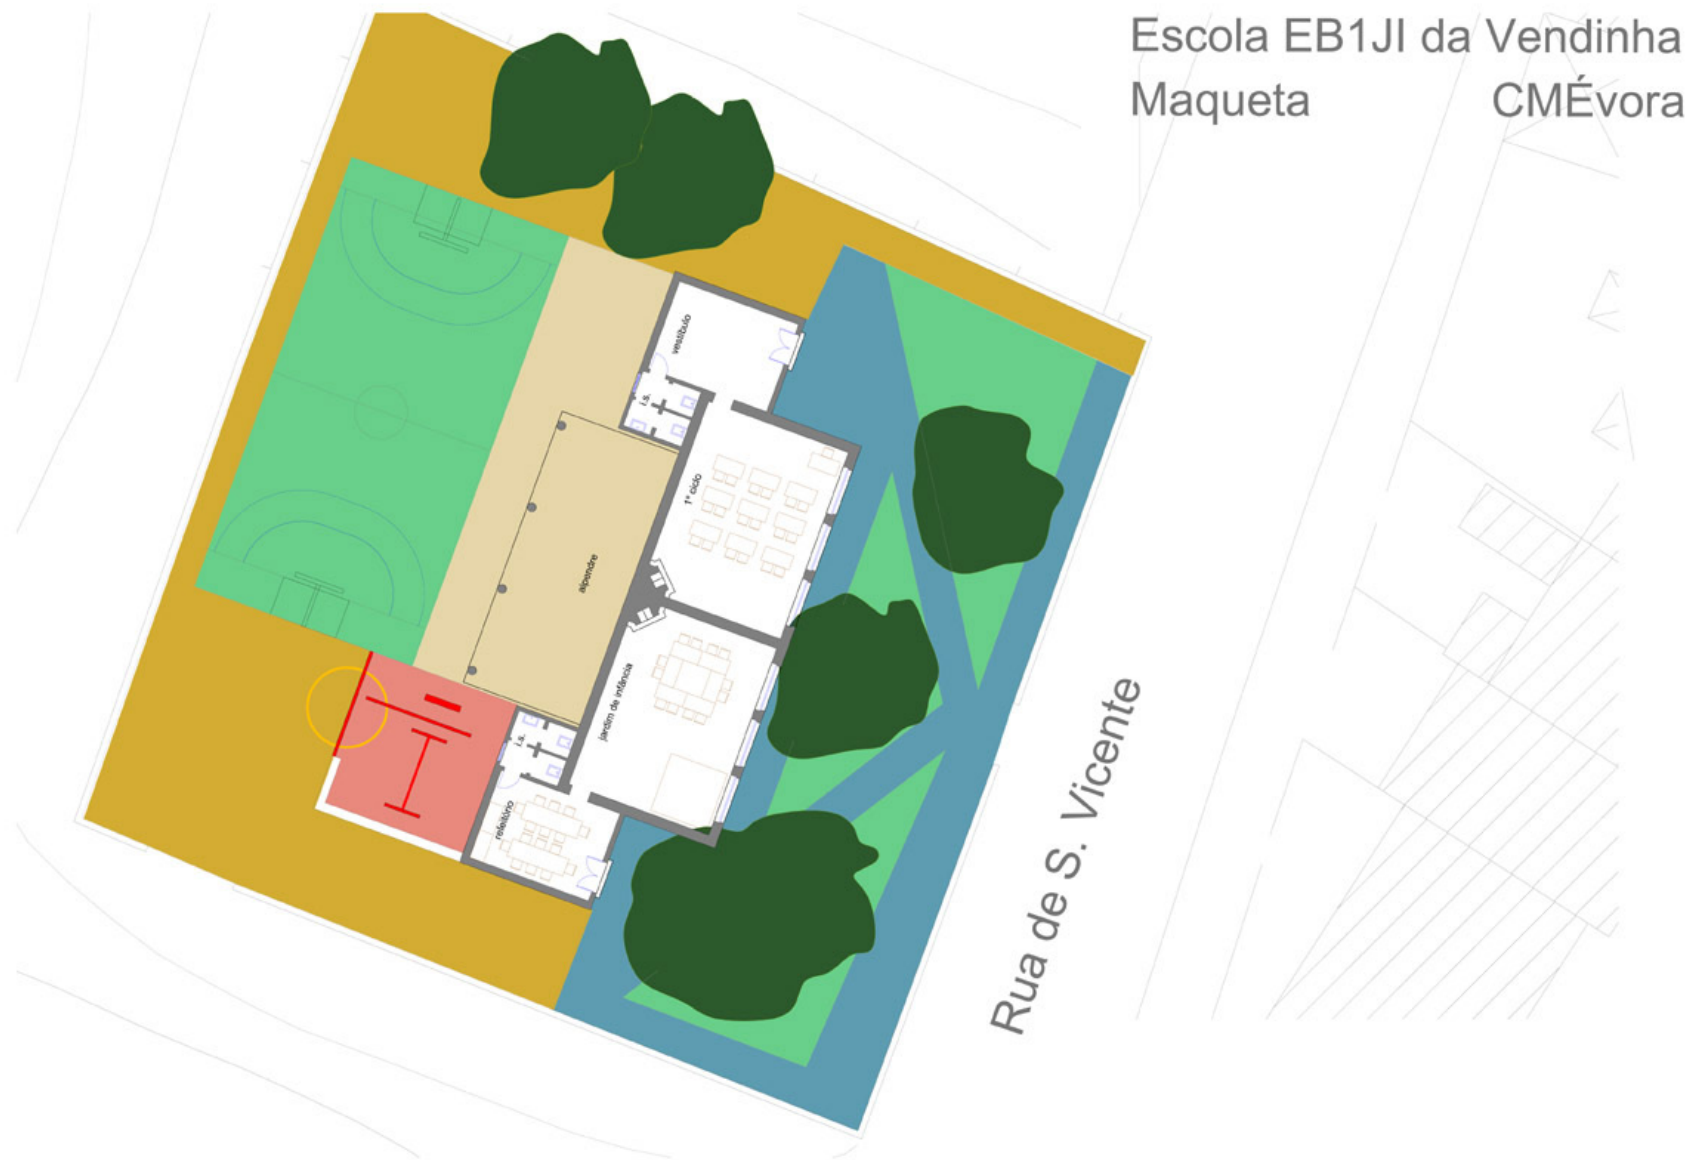 Escola EB1JI da Vendinha
Maqueta CMÉvora
vestíbulo
i.s.
1º ciclo
alpendre
jardim de infância
i.s.
refeitório
Rua de S. Vicente